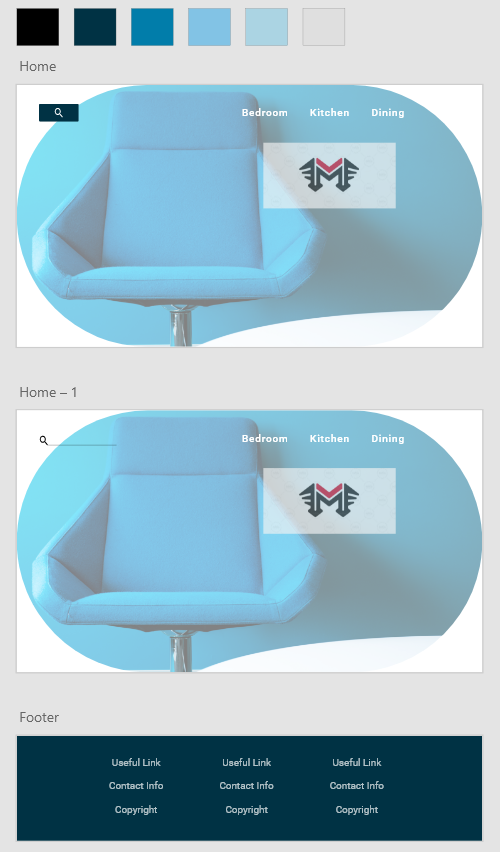 Home
Bedroom Kitchen Dining
Home – 1
Bedroom Kitchen Dining
Footer
Useful Link Useful Link Useful Link
Contact Info Contact Info Contact Info
Copyright Copyright Copyright